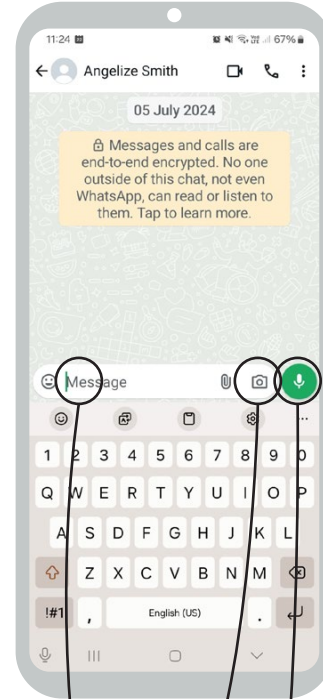 11:24 67%
Angelize Smith
05 July 2024
Messages and calls are
end-to-end encrypted. No one
outside of this chat, not even
WhatsApp, can read or listen to
them. Tap to learn more.
Message
1 2 3 4 5 6 7 8 9 0
Q W E R T Y U I O P
A S D F G H J K L
Z X C V B N M
!#1 , English (US) .